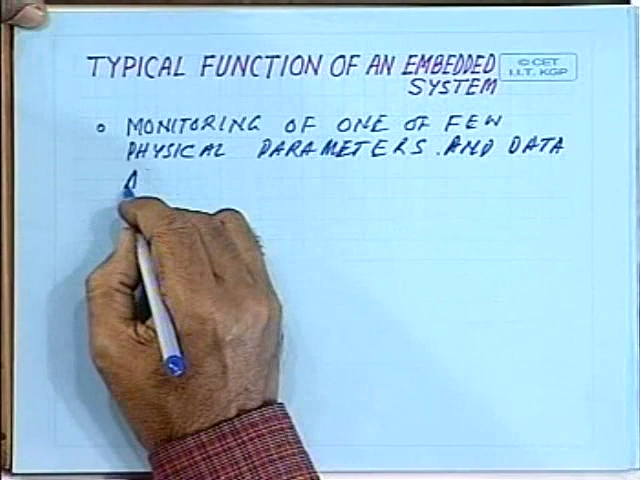 TYPICAL FUNCTION OF AN EMBEDDED
SYSTEM
© CET
I.I.T. KGP
MONITORING OF ONE OF FEW
PHYSICAL PARAMETERS. AND DATA
A